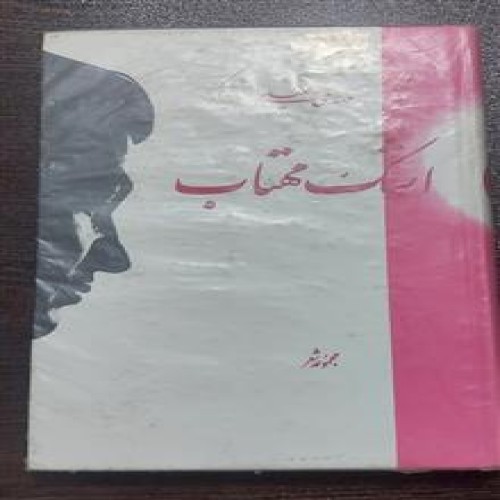 اشک مهتاب
مجموعه شعر